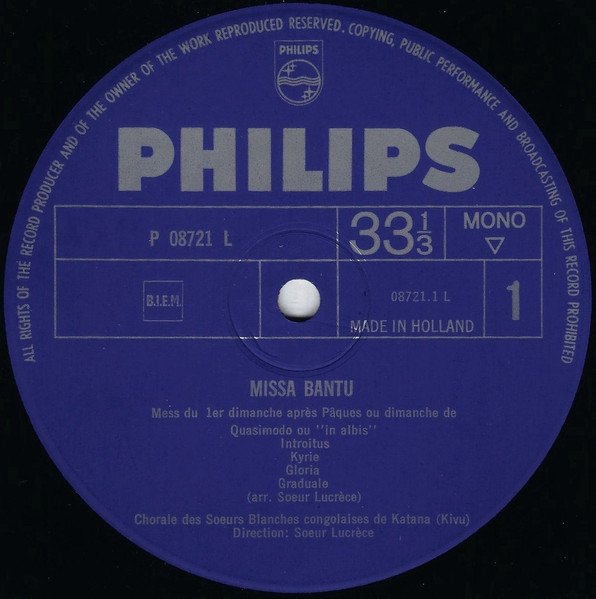 ALL RIGHTS OF THE RECORD PRODUCER AND OF THE OWNER OF THE WORK REPRODUCED RESERVED. COPYING, PUBLIC PERFORMANCE AND BROADCASTING OF THIS RECORD PROHIBITED
PHILIPS
PHILIPS
P 08721 L
33 1/3
MONO
▽
B.I.E.M.
08721.1 L
MADE IN HOLLAND
1
MISSA BANTU
Mess du 1er dimanche après Pâques ou dimanche de
Quasimodo ou "in albis"
Introitus
Kyrie
Gloria
Graduale
(arr. Soeur Lucrèce)
Chorale des Soeurs Blanches congolaises de Katana (Kivu)
Direction: Soeur Lucrèce